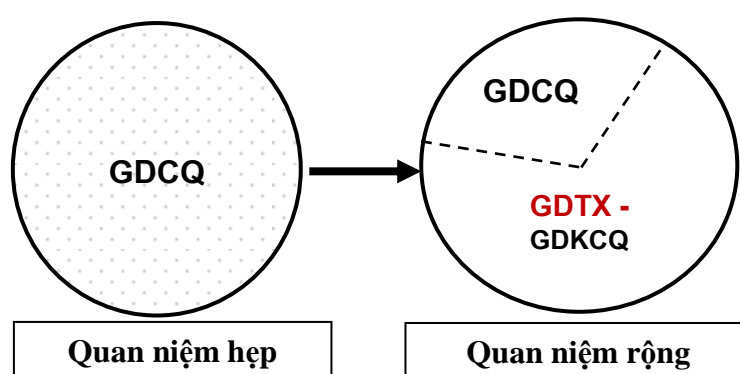 GDCQ
GDCQ
GDTX -
GDKCQ
Quan niệm hẹp
Quan niệm rộng